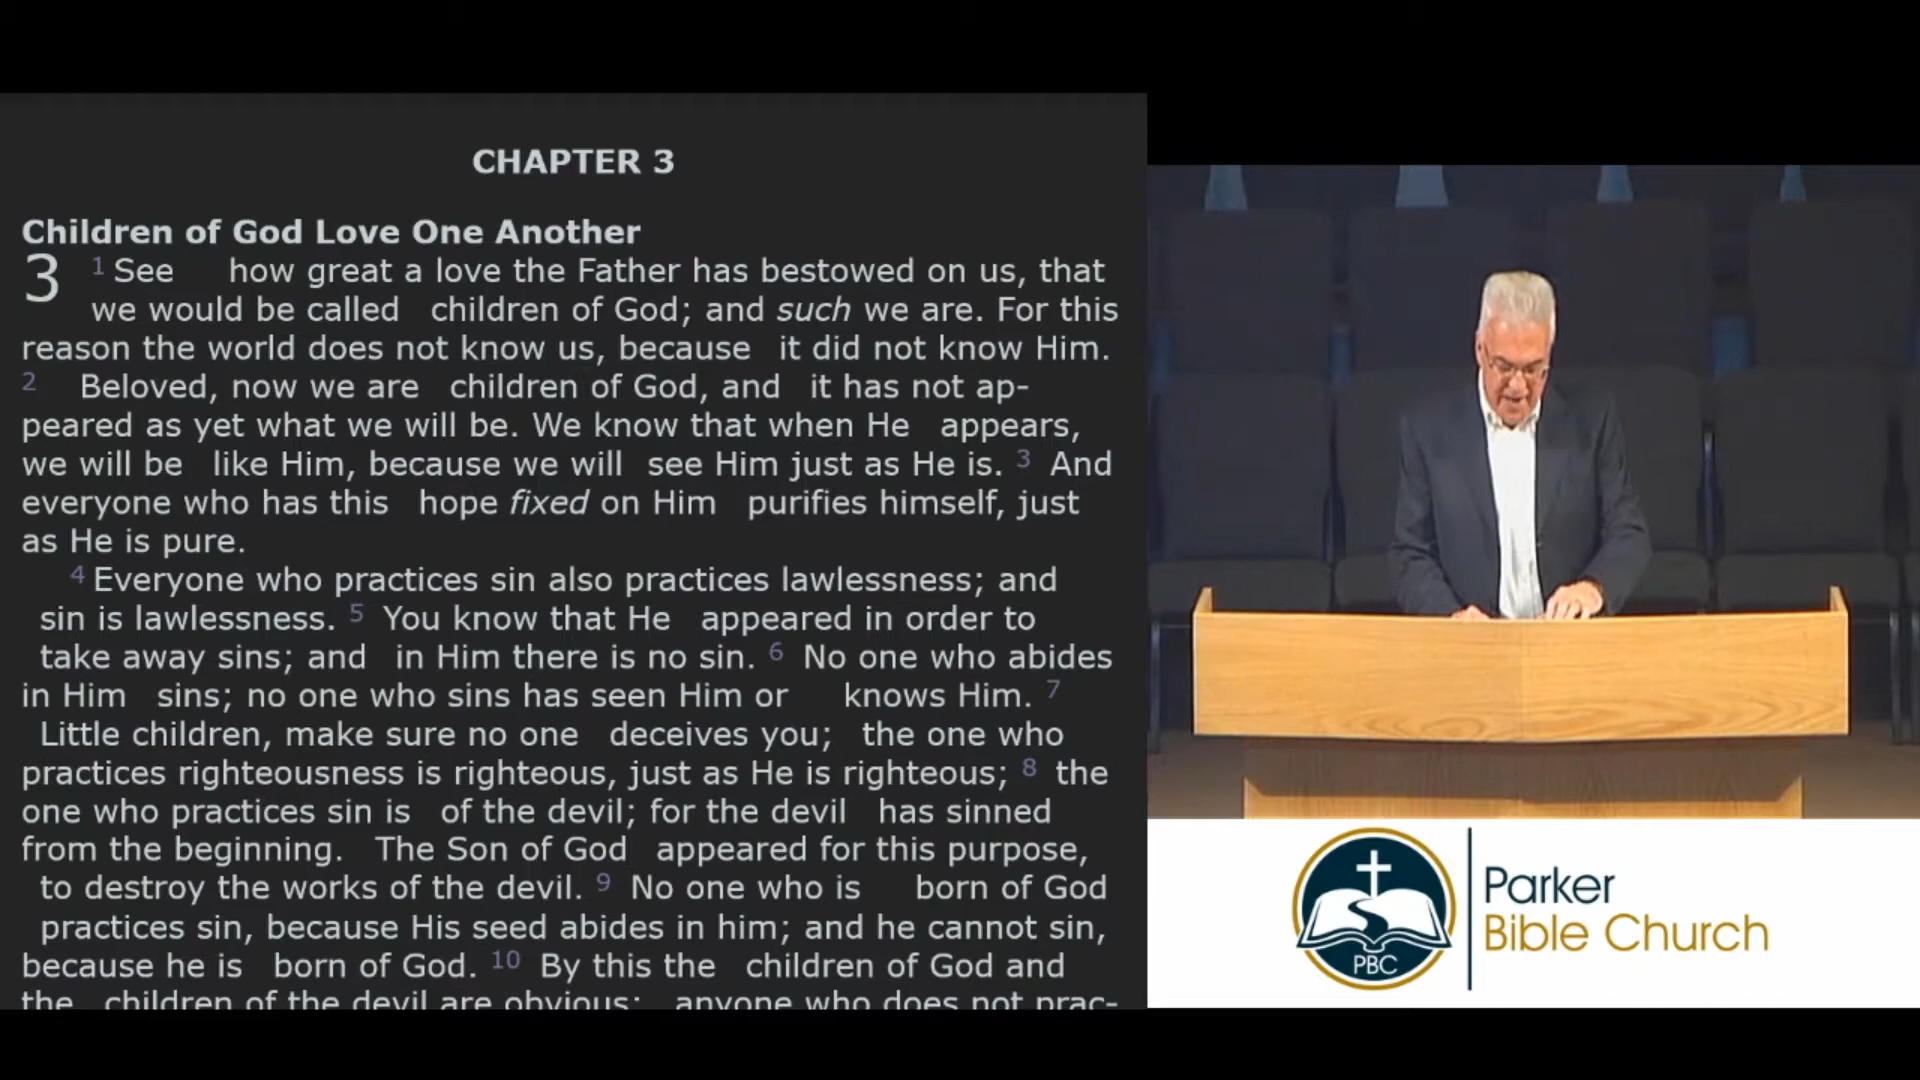 CHAPTER 3
Children of God Love One Another
3 1 See how great a love the Father has bestowed on us, that
we would be called children of God; and such we are. For this
reason the world does not know us, because it did not know Him.
2 Beloved, now we are children of God, and it has not ap-
peared as yet what we will be. We know that when He appears,
we will be like Him, because we will see Him just as He is. 3 And
everyone who has this hope fixed on Him purifies himself, just
as He is pure.
4 Everyone who practices sin also practices lawlessness; and
sin is lawlessness. 5 You know that He appeared in order to
take away sins; and in Him there is no sin. 6 No one who abides
in Him sins; no one who sins has seen Him or knows Him. 7
Little children, make sure no one deceives you; the one who
practices righteousness is righteous, just as He is righteous; 8 the
one who practices sin is of the devil; for the devil has sinned
from the beginning. The Son of God appeared for this purpose,
to destroy the works of the devil. 9 No one who is born of God
practices sin, because His seed abides in him; and he cannot sin,
because he is born of God. 10 By this the children of God and
the children of the devil are obvious: anyone who does not prac-
PBC
Parker
Bible Church